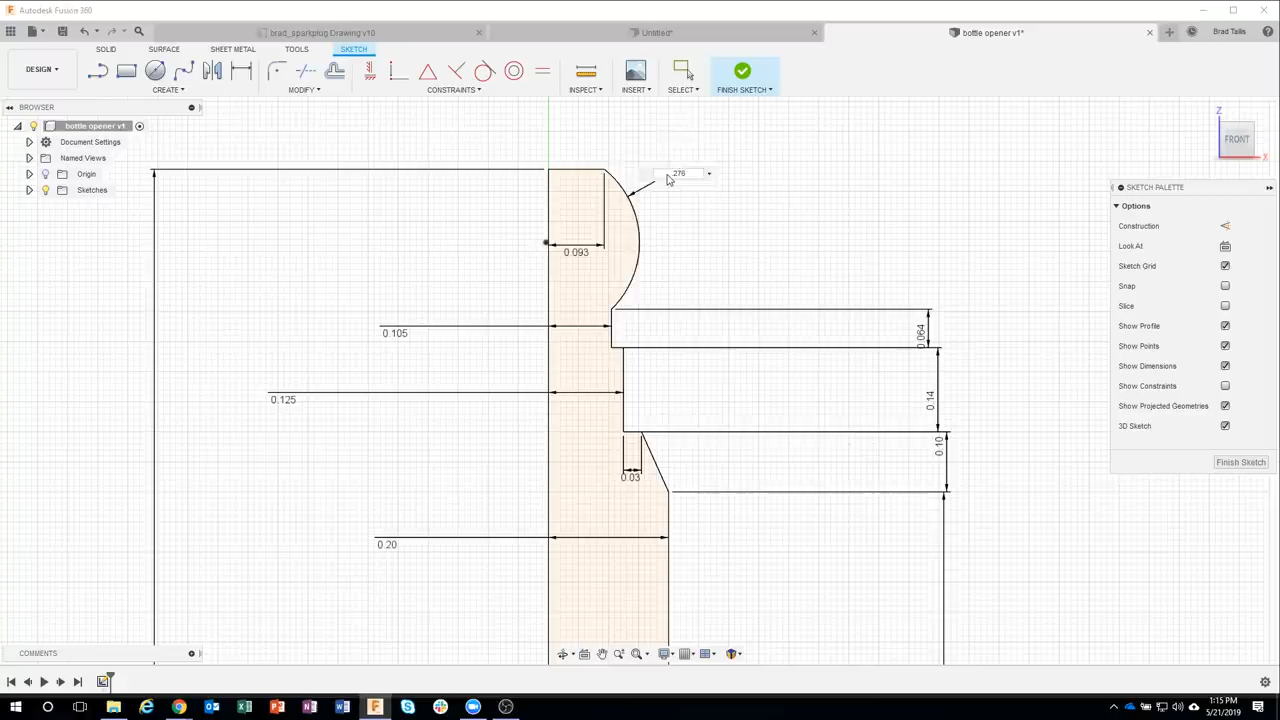 Autodesk Fusion 360
brad_sparkplug Drawing v10
Untitled*
bottle opener v1*
Brad Tallis
SOLID
SURFACE
SHEET METAL
TOOLS
SKETCH
DESIGN
CREATE
MODIFY
CONSTRAINTS
INSPECT
INSERT
SELECT
FINISH SKETCH
BROWSER
bottle opener v1
Document Settings
Named Views
Origin
Sketches
Z
FRONT
X
SKETCH PALETTE
Options
Construction
Look At
Sketch Grid
Snap
Slice
Show Profile
Show Points
Show Dimensions
Show Constraints
Show Projected Geometries
3D Sketch
Finish Sketch
.276
0.093
0.105
0.064
0.125
0.14
0.10
0.03
0.20
COMMENTS
1:15 PM
5/21/2019